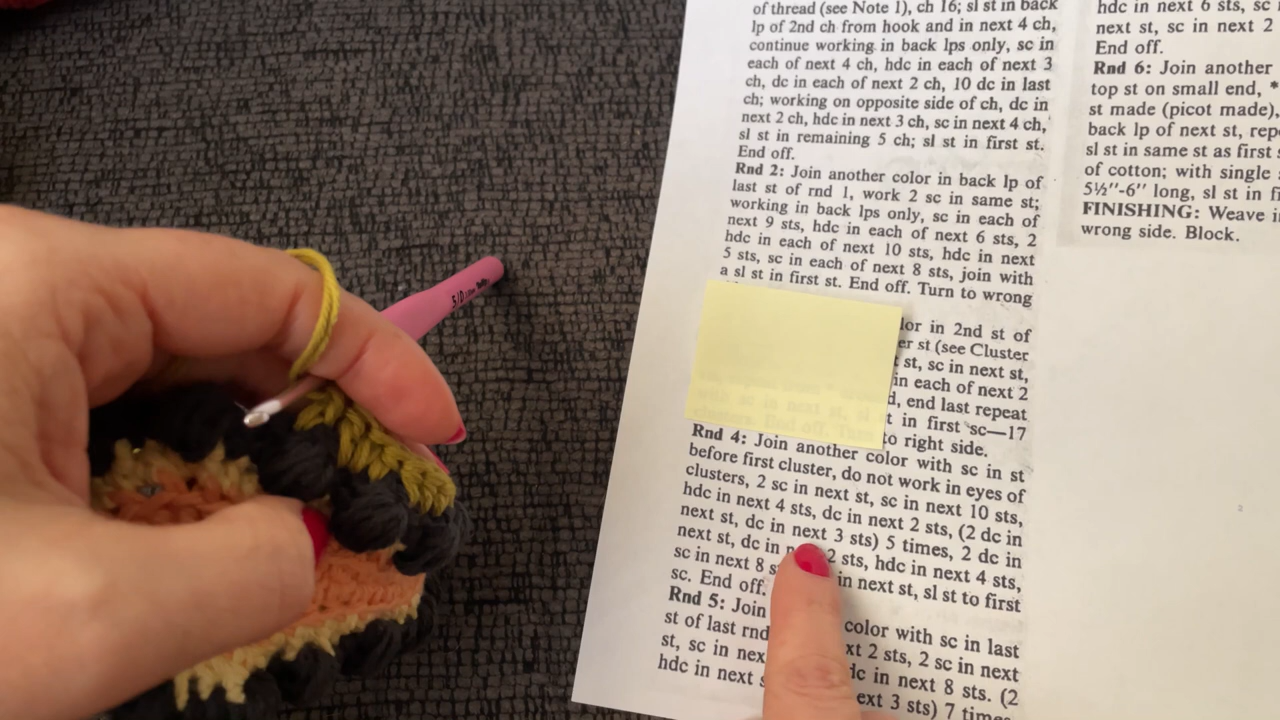 of thread (see Note 1), ch 16; sl st in back
lp of 2nd ch from hook and in next 4 ch,
continue working in back lps only, sc in
each of next 4 ch, hdc in each of next 3
ch, dc in each of next 2 ch, 10 dc in last
ch; working on opposite side of ch, dc in
next 2 ch, hdc in next 3 ch, sc in next 4 ch,
sl st in remaining 5 ch; sl st in first st.
End off.
Rnd 2: Join another color in back lp of
last st of rnd 1, work 2 sc in same st;
working in back lps only, sc in each of
next 9 sts, hdc in each of next 6 sts, 2
hdc in each of next 10 sts, hdc in next
5 sts, sc in each of next 8 sts, join with
a sl st in first st. End off. Turn to wrong
lor in 2nd st of
er st (see Cluster
st, sc in next st,
in each of next 2
d, end last repeat
t in first sc—17
to right side.
Rnd 4: Join another color with sc in st
before first cluster, do not work in eyes of
clusters, 2 sc in next st, sc in next 10 sts,
hdc in next 4 sts, dc in next 2 sts, (2 dc in
next st, dc in next 3 sts) 5 times, 2 dc in
next st, dc in 2 sts, hdc in next 4 sts,
sc in next 8 s in next st, sl st to first
sc. End off.
Rnd 5: Join color with sc in last
st of last rnd xt 2 sts, 2 sc in next
st, sc in nex dc in next 8 sts. (2
hdc in next s ext 3 sts) 7 times
hdc in next 6 sts, sc i
next st, sc in next 2
End off.
Rnd 6: Join another
top st on small end, *
st made (picot made),
back lp of next st, repe
sl st in same st as first s
of cotton; with single
5½"-6" long, sl st in fi
FINISHING: Weave i
wrong side. Block.
5/D